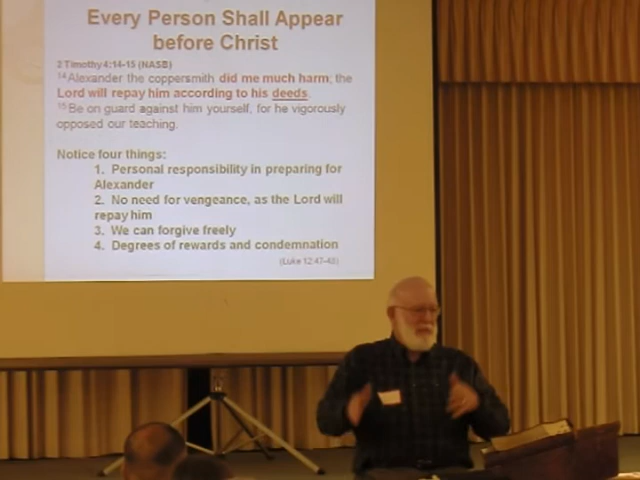 Every Person Shall Appear
before Christ
2 Timothy 4:14-15 (NASB)
14 Alexander the coppersmith did me much harm; the
Lord will repay him according to his deeds.
15 Be on guard against him yourself, for he vigorously
opposed our teaching.
Notice four things:
1. Personal responsibility in preparing for
Alexander
2. No need for vengeance, as the Lord will
repay him
3. We can forgive freely
4. Degrees of rewards and condemnation
(Luke 12:47-48)